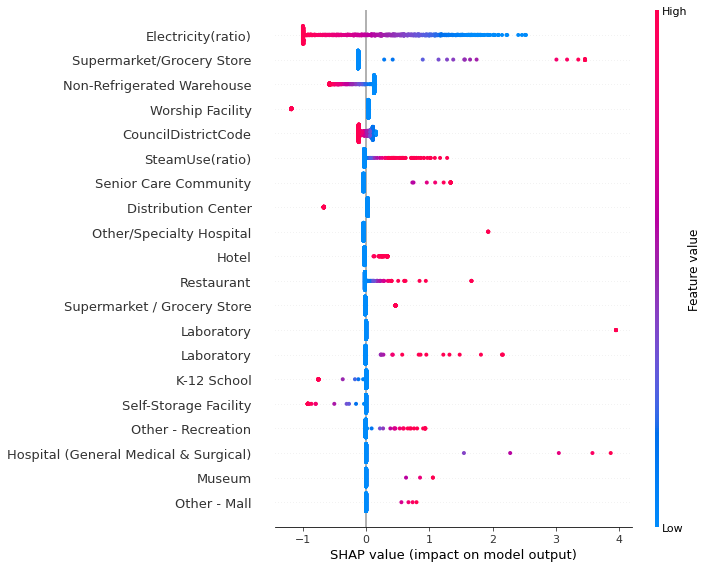 High
Electricity(ratio)
Supermarket/Grocery Store
Non-Refrigerated Warehouse
Worship Facility
CouncilDistrictCode
SteamUse(ratio)
Senior Care Community
Distribution Center
Other/Specialty Hospital
Hotel
Restaurant
Supermarket / Grocery Store
Laboratory
Laboratory
K-12 School
Self-Storage Facility
Other - Recreation
Hospital (General Medical & Surgical)
Museum
Other - Mall
Feature value
Low
−1 0 1 2 3 4
SHAP value (impact on model output)